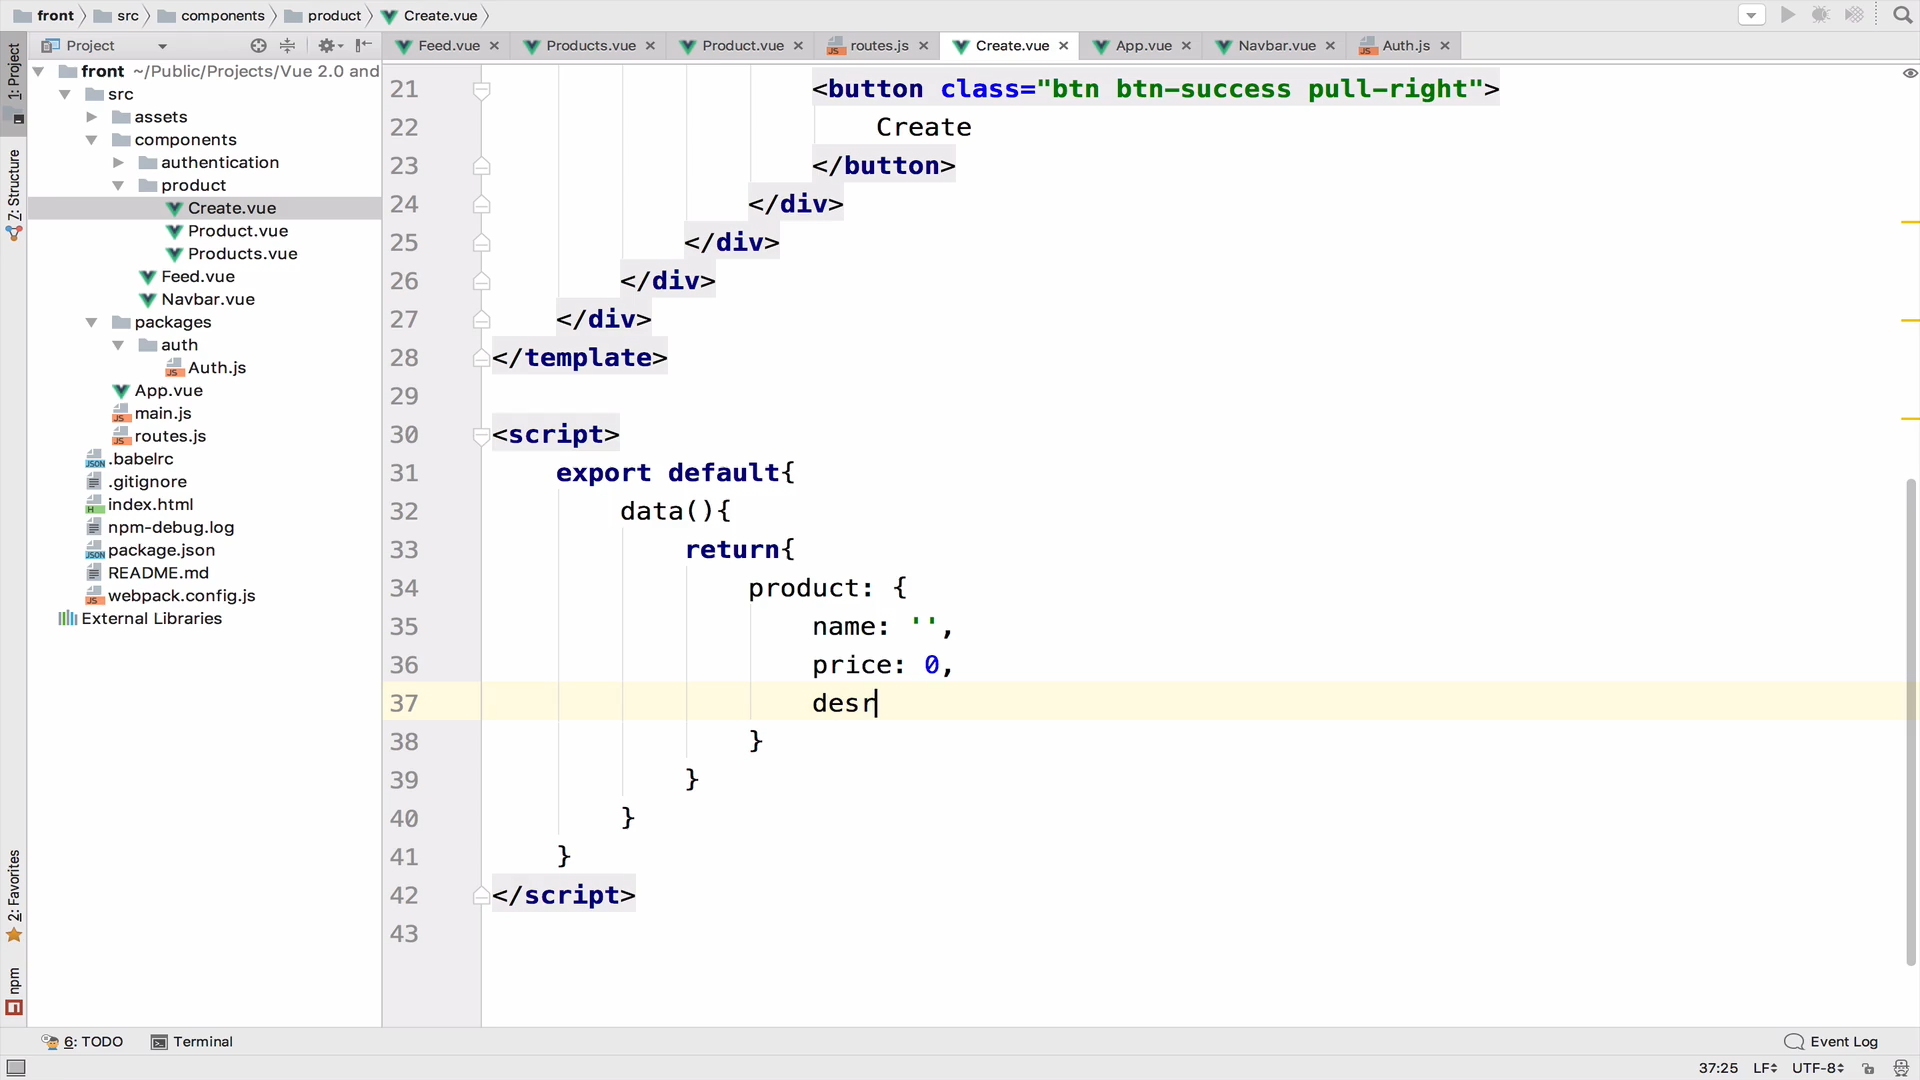 front src components product Create.vue
Project
Feed.vue Products.vue Product.vue routes.js Create.vue App.vue Navbar.vue Auth.js
1: Project
7: Structure
2: Favorites
npm
front ~/Public/Projects/Vue 2.0 and
src
assets
components
authentication
product
Create.vue
Product.vue
Products.vue
Feed.vue
Navbar.vue
packages
auth
Auth.js
App.vue
main.js
routes.js
.babelrc
.gitignore
index.html
npm-debug.log
package.json
README.md
webpack.config.js
External Libraries
21 <button class="btn btn-success pull-right">
22 Create
23 </button>
24 </div>
25 </div>
26 </div>
27 </div>
28 </template>
29
30 <script>
31 export default{
32 data(){
33 return{
34 product: {
35 name: '',
36 price: 0,
37 desr
38 }
39 }
40 }
41 }
42 </script>
43
6: TODO Terminal Event Log
37:25 LF UTF-8